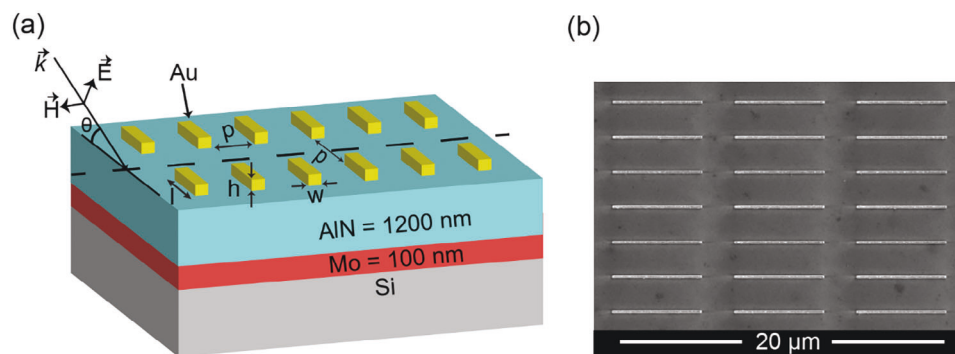 (a)
k
E
H
θ
Au
p
p
l
h
w
AlN = 1200 nm
Mo = 100 nm
Si
(b)
20 µm